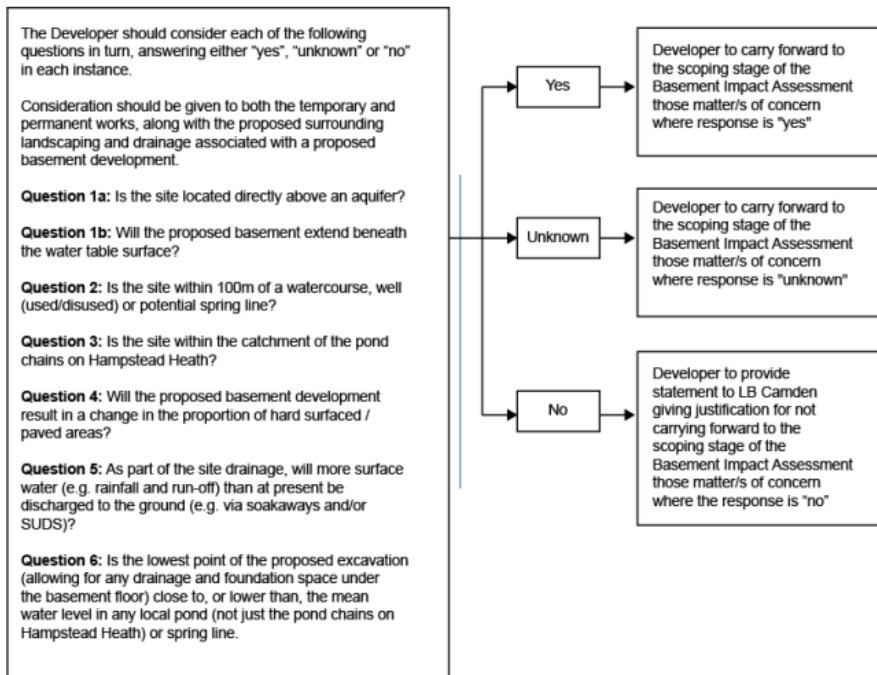 The Developer should consider each of the following
questions in turn, answering either "yes", "unknown" or "no"
in each instance.
Consideration should be given to both the temporary and
permanent works, along with the proposed surrounding
landscaping and drainage associated with a proposed
basement development.
Question 1a: Is the site located directly above an aquifer?
Question 1b: Will the proposed basement extend beneath
the water table surface?
Question 2: Is the site within 100m of a watercourse, well
(used/disused) or potential spring line?
Question 3: Is the site within the catchment of the pond
chains on Hampstead Heath?
Question 4: Will the proposed basement development
result in a change in the proportion of hard surfaced /
paved areas?
Question 5: As part of the site drainage, will more surface
water (e.g. rainfall and run-off) than at present be
discharged to the ground (e.g. via soakaways and/or
SUDS)?
Question 6: Is the lowest point of the proposed excavation
(allowing for any drainage and foundation space under
the basement floor) close to, or lower than, the mean
water level in any local pond (not just the pond chains on
Hampstead Heath) or spring line.
Yes
Developer to carry forward to
the scoping stage of the
Basement Impact Assessment
those matter/s of concern
where response is "yes"
Unknown
Developer to carry forward to
the scoping stage of the
Basement Impact Assessment
those matter/s of concern
where response is "unknown"
No
Developer to provide
statement to LB Camden
giving justification for not
carrying forward to the
scoping stage of the
Basement Impact Assessment
those matter/s of concern
where the response is "no"